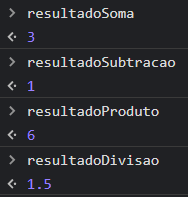 resultadoSoma
3
resultadoSubtracao
1
resultadoProduto
6
resultadoDivisao
1.5